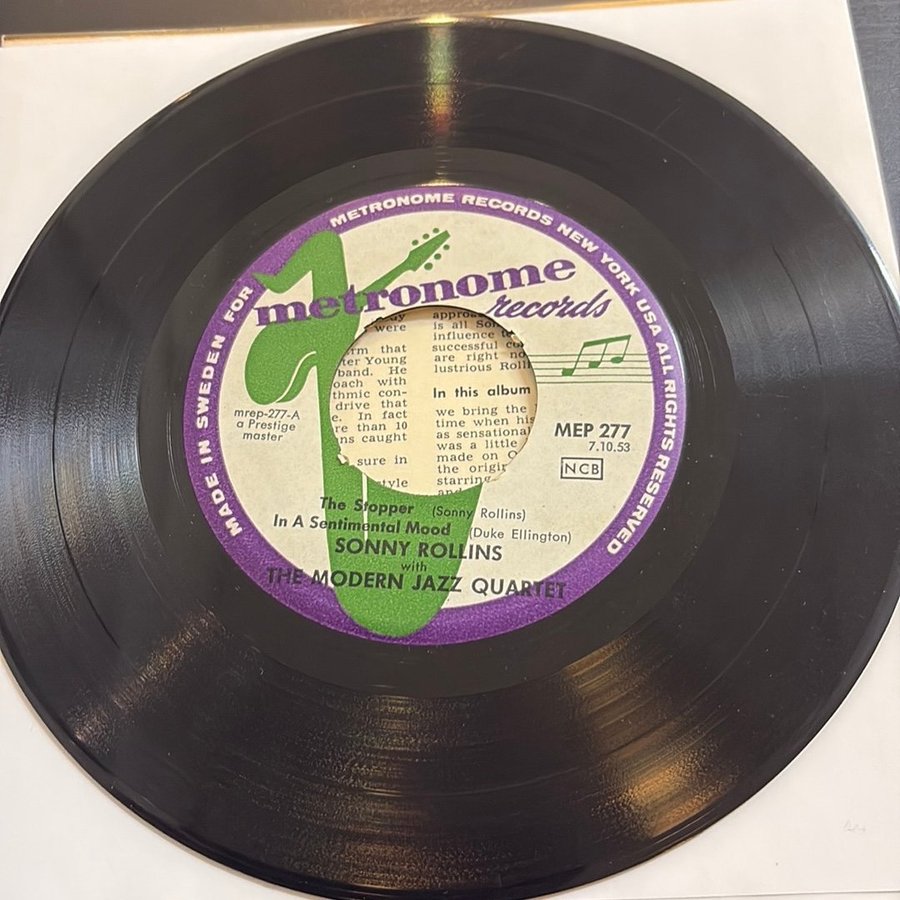 METRONOME RECORDS NEW YORK USA ALL RIGHTS RESERVED
MADE IN SWEDEN FOR
metronome
records
were
rm that
ter Young
band. He
oach with
thmic con-
drive that
e. In fact
re than 10
ns caught
sure in
style
is all Son
influence
successful
are right no
lustrious Roll
In this album
we bring the
time when his
as sensational
was a little
made on O
the origin
starring
and
mrep-277-A
a Prestige
master
MEP 277
7.10.53
NCB
The Stopper (Sonny Rollins)
In A Sentimental Mood (Duke Ellington)
SONNY ROLLINS
with
THE MODERN JAZZ QUARTET